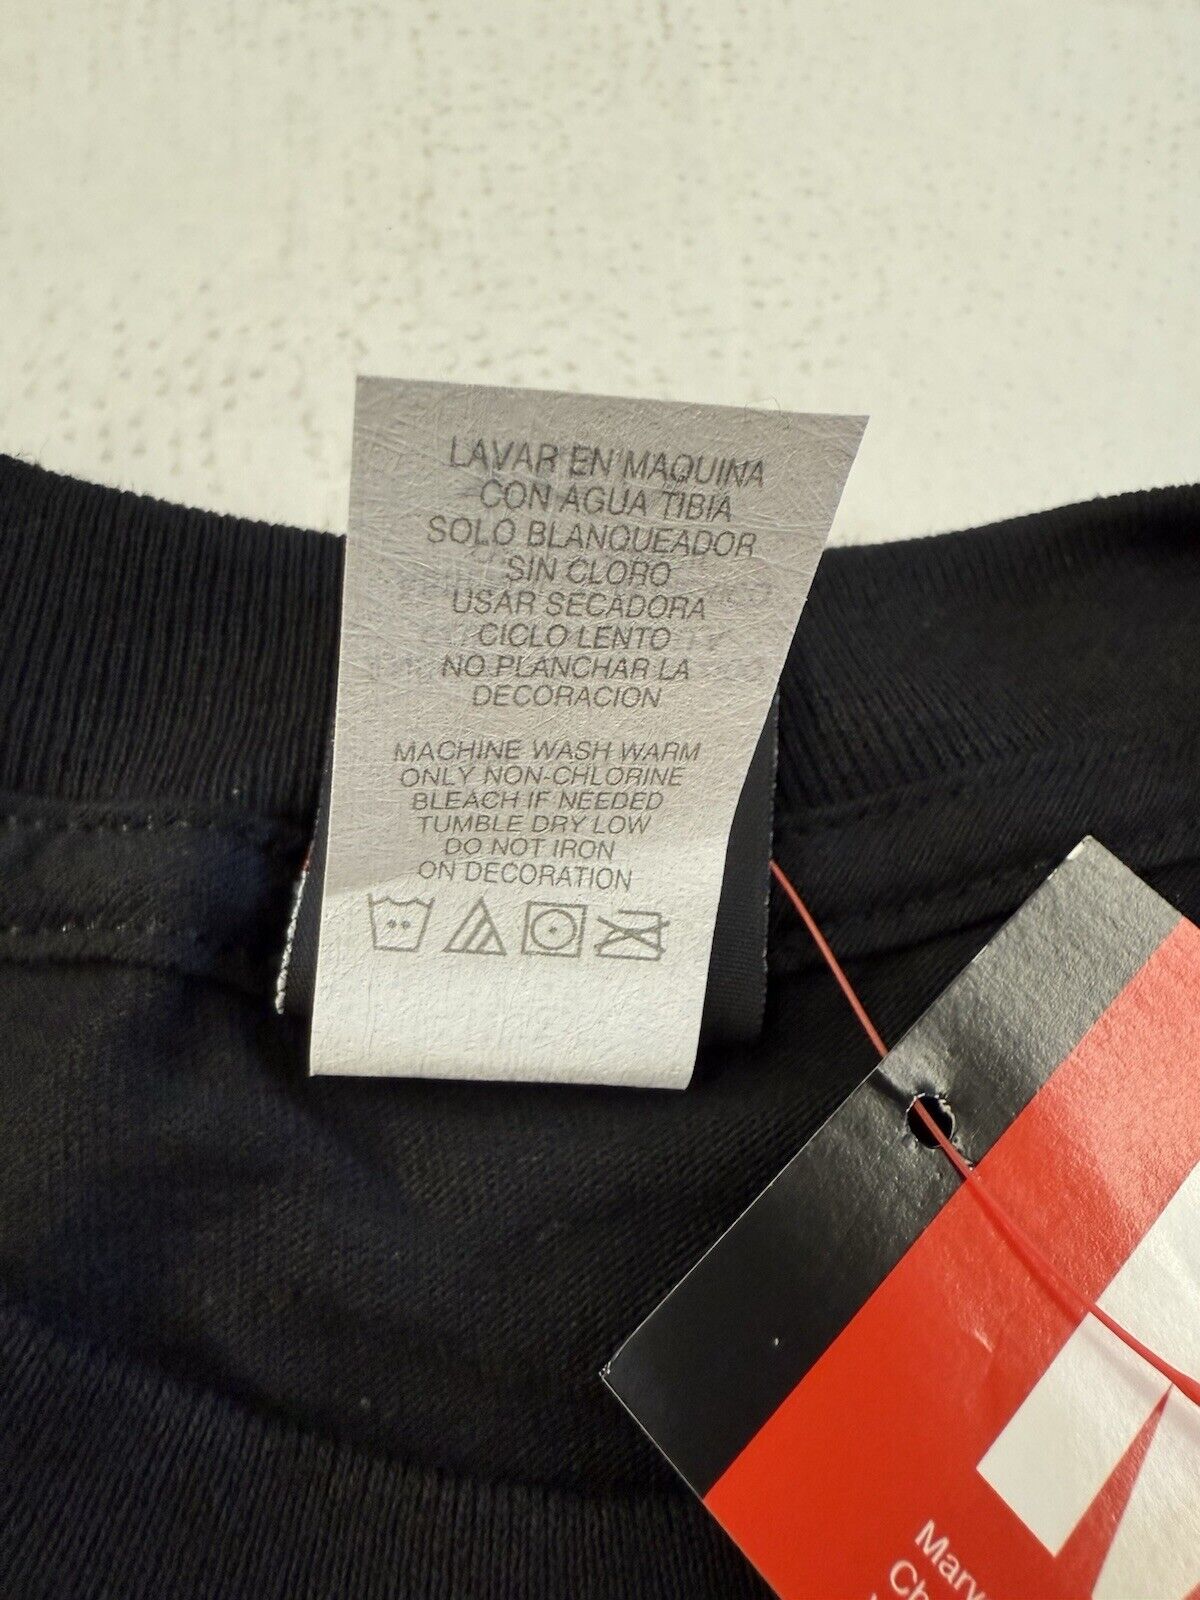 LAVAR EN MAQUINA
CON AGUA TIBIA
SOLO BLANQUEADOR
SIN CLORO
USAR SECADORA
CICLO LENTO
NO PLANCHAR LA
DECORACION
MACHINE WASH WARM
ONLY NON-CHLORINE
BLEACH IF NEEDED
TUMBLE DRY LOW
DO NOT IRON
ON DECORATION